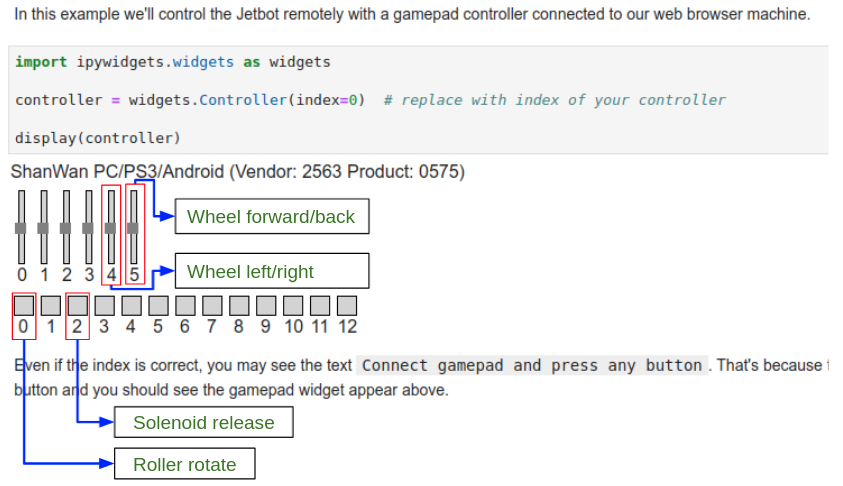 In this example we'll control the Jetbot remotely with a gamepad controller connected to our web browser machine.
import ipywidgets.widgets as widgets
controller = widgets.Controller(index=0)  # replace with index of your controller
display(controller)
ShanWan PC/PS3/Android (Vendor: 2563 Product: 0575)
Wheel forward/back
Wheel left/right
0 1 2 3 4 5
0 1 2 3 4 5 6 7 8 9 10 11 12
Even if the index is correct, you may see the text Connect gamepad and press any button . That's because
button and you should see the gamepad widget appear above.
Solenoid release
Roller rotate